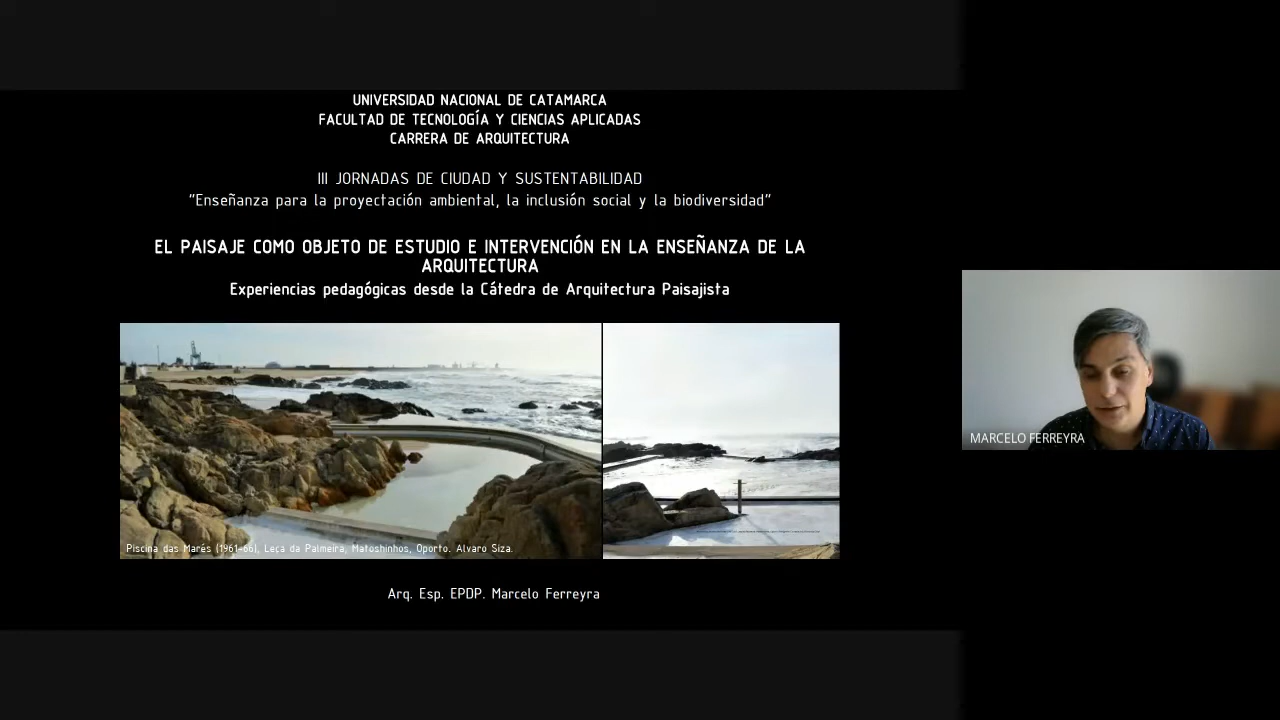 UNIVERSIDAD NACIONAL DE CATAMARCA
FACULTAD DE TECNOLOGÍA Y CIENCIAS APLICADAS
CARRERA DE ARQUITECTURA
III JORNADAS DE CIUDAD Y SUSTENTABILIDAD
"Enseñanza para la proyectación ambiental, la inclusión social y la biodiversidad"
EL PAISAJE COMO OBJETO DE ESTUDIO E INTERVENCIÓN EN LA ENSEÑANZA DE LA
ARQUITECTURA
Experiencias pedagógicas desde la Cátedra de Arquitectura Paisajista
Piscina das Marés (1961-66), Leça da Palmeira, Matoshinhos, Oporto. Alvaro Siza.
Arq. Esp. EPDP. Marcelo Ferreyra
MARCELO FERREYRA